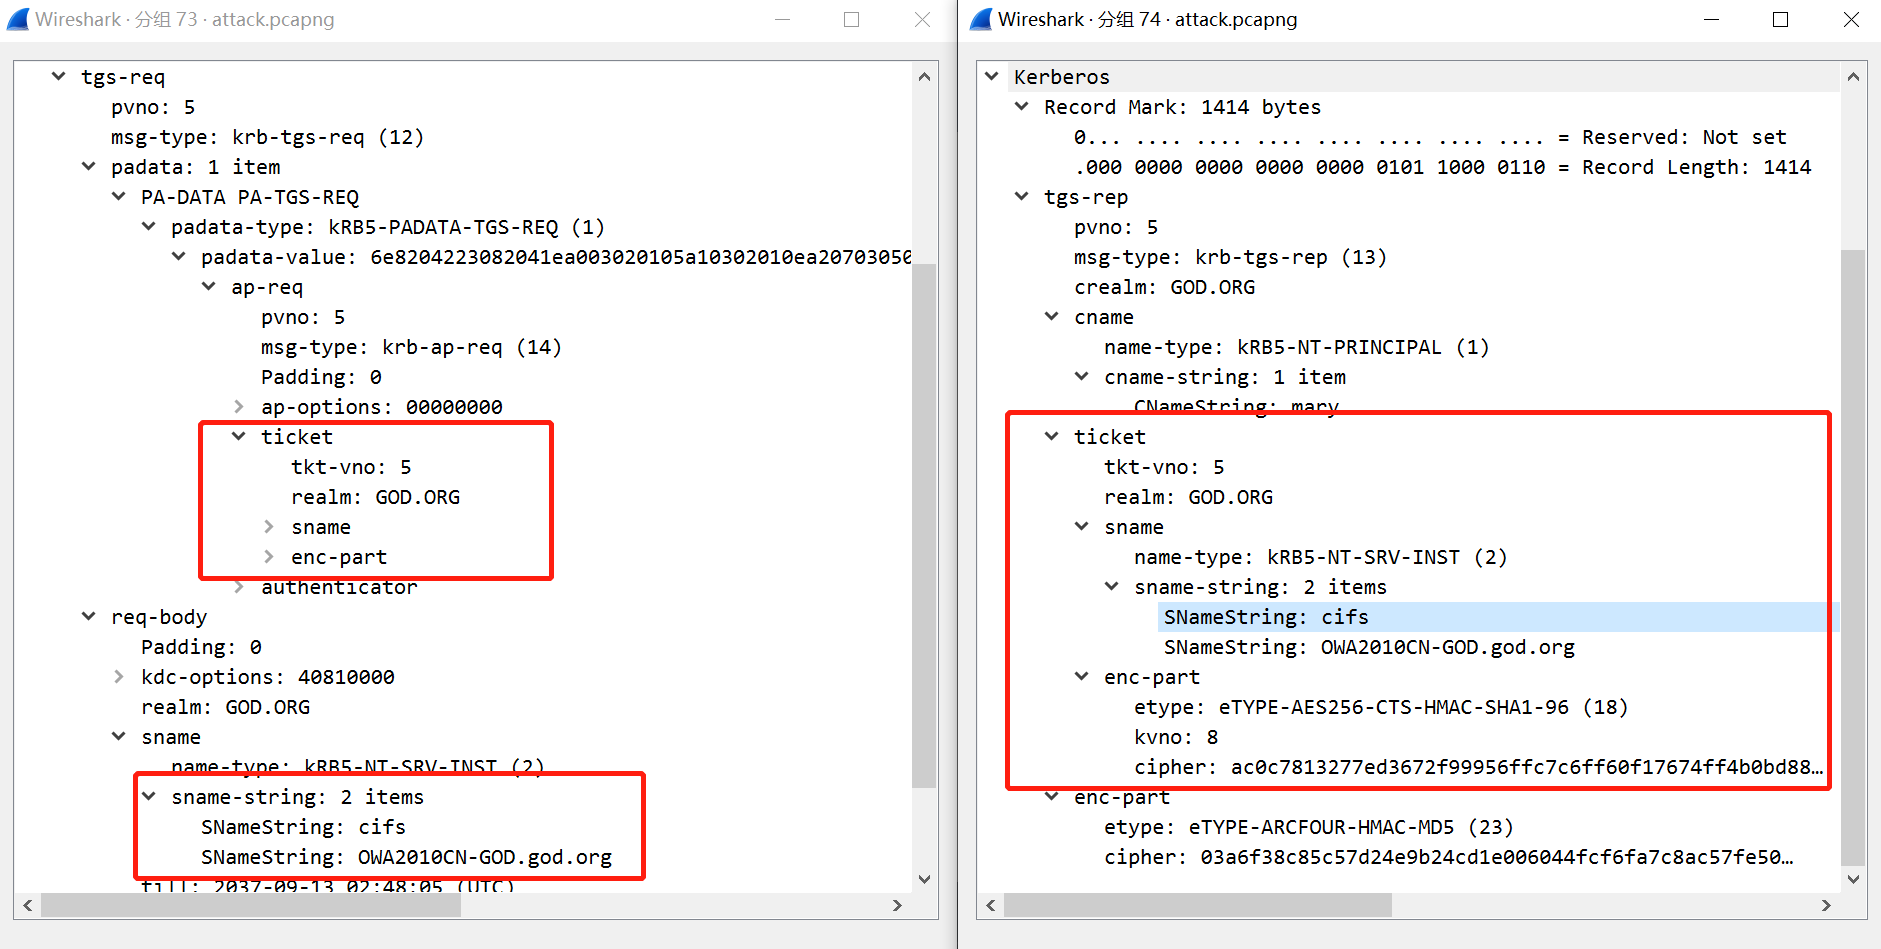 Wireshark · 分组 73 · attack.pcapng
tgs-req
pvno: 5
msg-type: krb-tgs-req (12)
padata: 1 item
PA-DATA PA-TGS-REQ
padata-type: kRB5-PADATA-TGS-REQ (1)
padata-value: 6e8204223082041ea003020105a10302010ea20703050
ap-req
pvno: 5
msg-type: krb-ap-req (14)
Padding: 0
ap-options: 00000000
ticket
tkt-vno: 5
realm: GOD.ORG
sname
enc-part
authenticator
req-body
Padding: 0
kdc-options: 40810000
realm: GOD.ORG
sname
name-type: kRB5-NT-SRV-INST (2)
sname-string: 2 items
SNameString: cifs
SNameString: OWA2010CN-GOD.god.org
till: 2037-09-13 02:48:05 (UTC)
Wireshark · 分组 74 · attack.pcapng
Kerberos
Record Mark: 1414 bytes
0... .... .... .... .... .... .... .... = Reserved: Not set
.000 0000 0000 0000 0000 0101 1000 0110 = Record Length: 1414
tgs-rep
pvno: 5
msg-type: krb-tgs-rep (13)
crealm: GOD.ORG
cname
name-type: kRB5-NT-PRINCIPAL (1)
cname-string: 1 item
CNameString: mary
ticket
tkt-vno: 5
realm: GOD.ORG
sname
name-type: kRB5-NT-SRV-INST (2)
sname-string: 2 items
SNameString: cifs
SNameString: OWA2010CN-GOD.god.org
enc-part
etype: eTYPE-AES256-CTS-HMAC-SHA1-96 (18)
kvno: 8
cipher: ac0c7813277ed3672f99956ffc7c6ff60f17674ff4b0bd88…
enc-part
etype: eTYPE-ARCFOUR-HMAC-MD5 (23)
cipher: 03a6f38c85c57d24e9b24cd1e006044fcf6fa7c8ac57fe50…